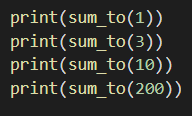 print(sum_to(1))
print(sum_to(3))
print(sum_to(10))
print(sum_to(200))